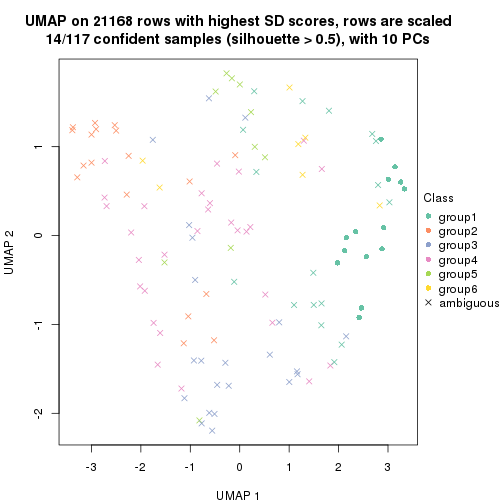 UMAP on 21168 rows with highest SD scores, rows are scaled
14/117 confident samples (silhouette > 0.5), with 10 PCs
UMAP 2
1
0
-1
-2
-3
-2
-1
0
1
2
3
UMAP 1
Class
group1
group2
group3
group4
group5
group6
ambiguous